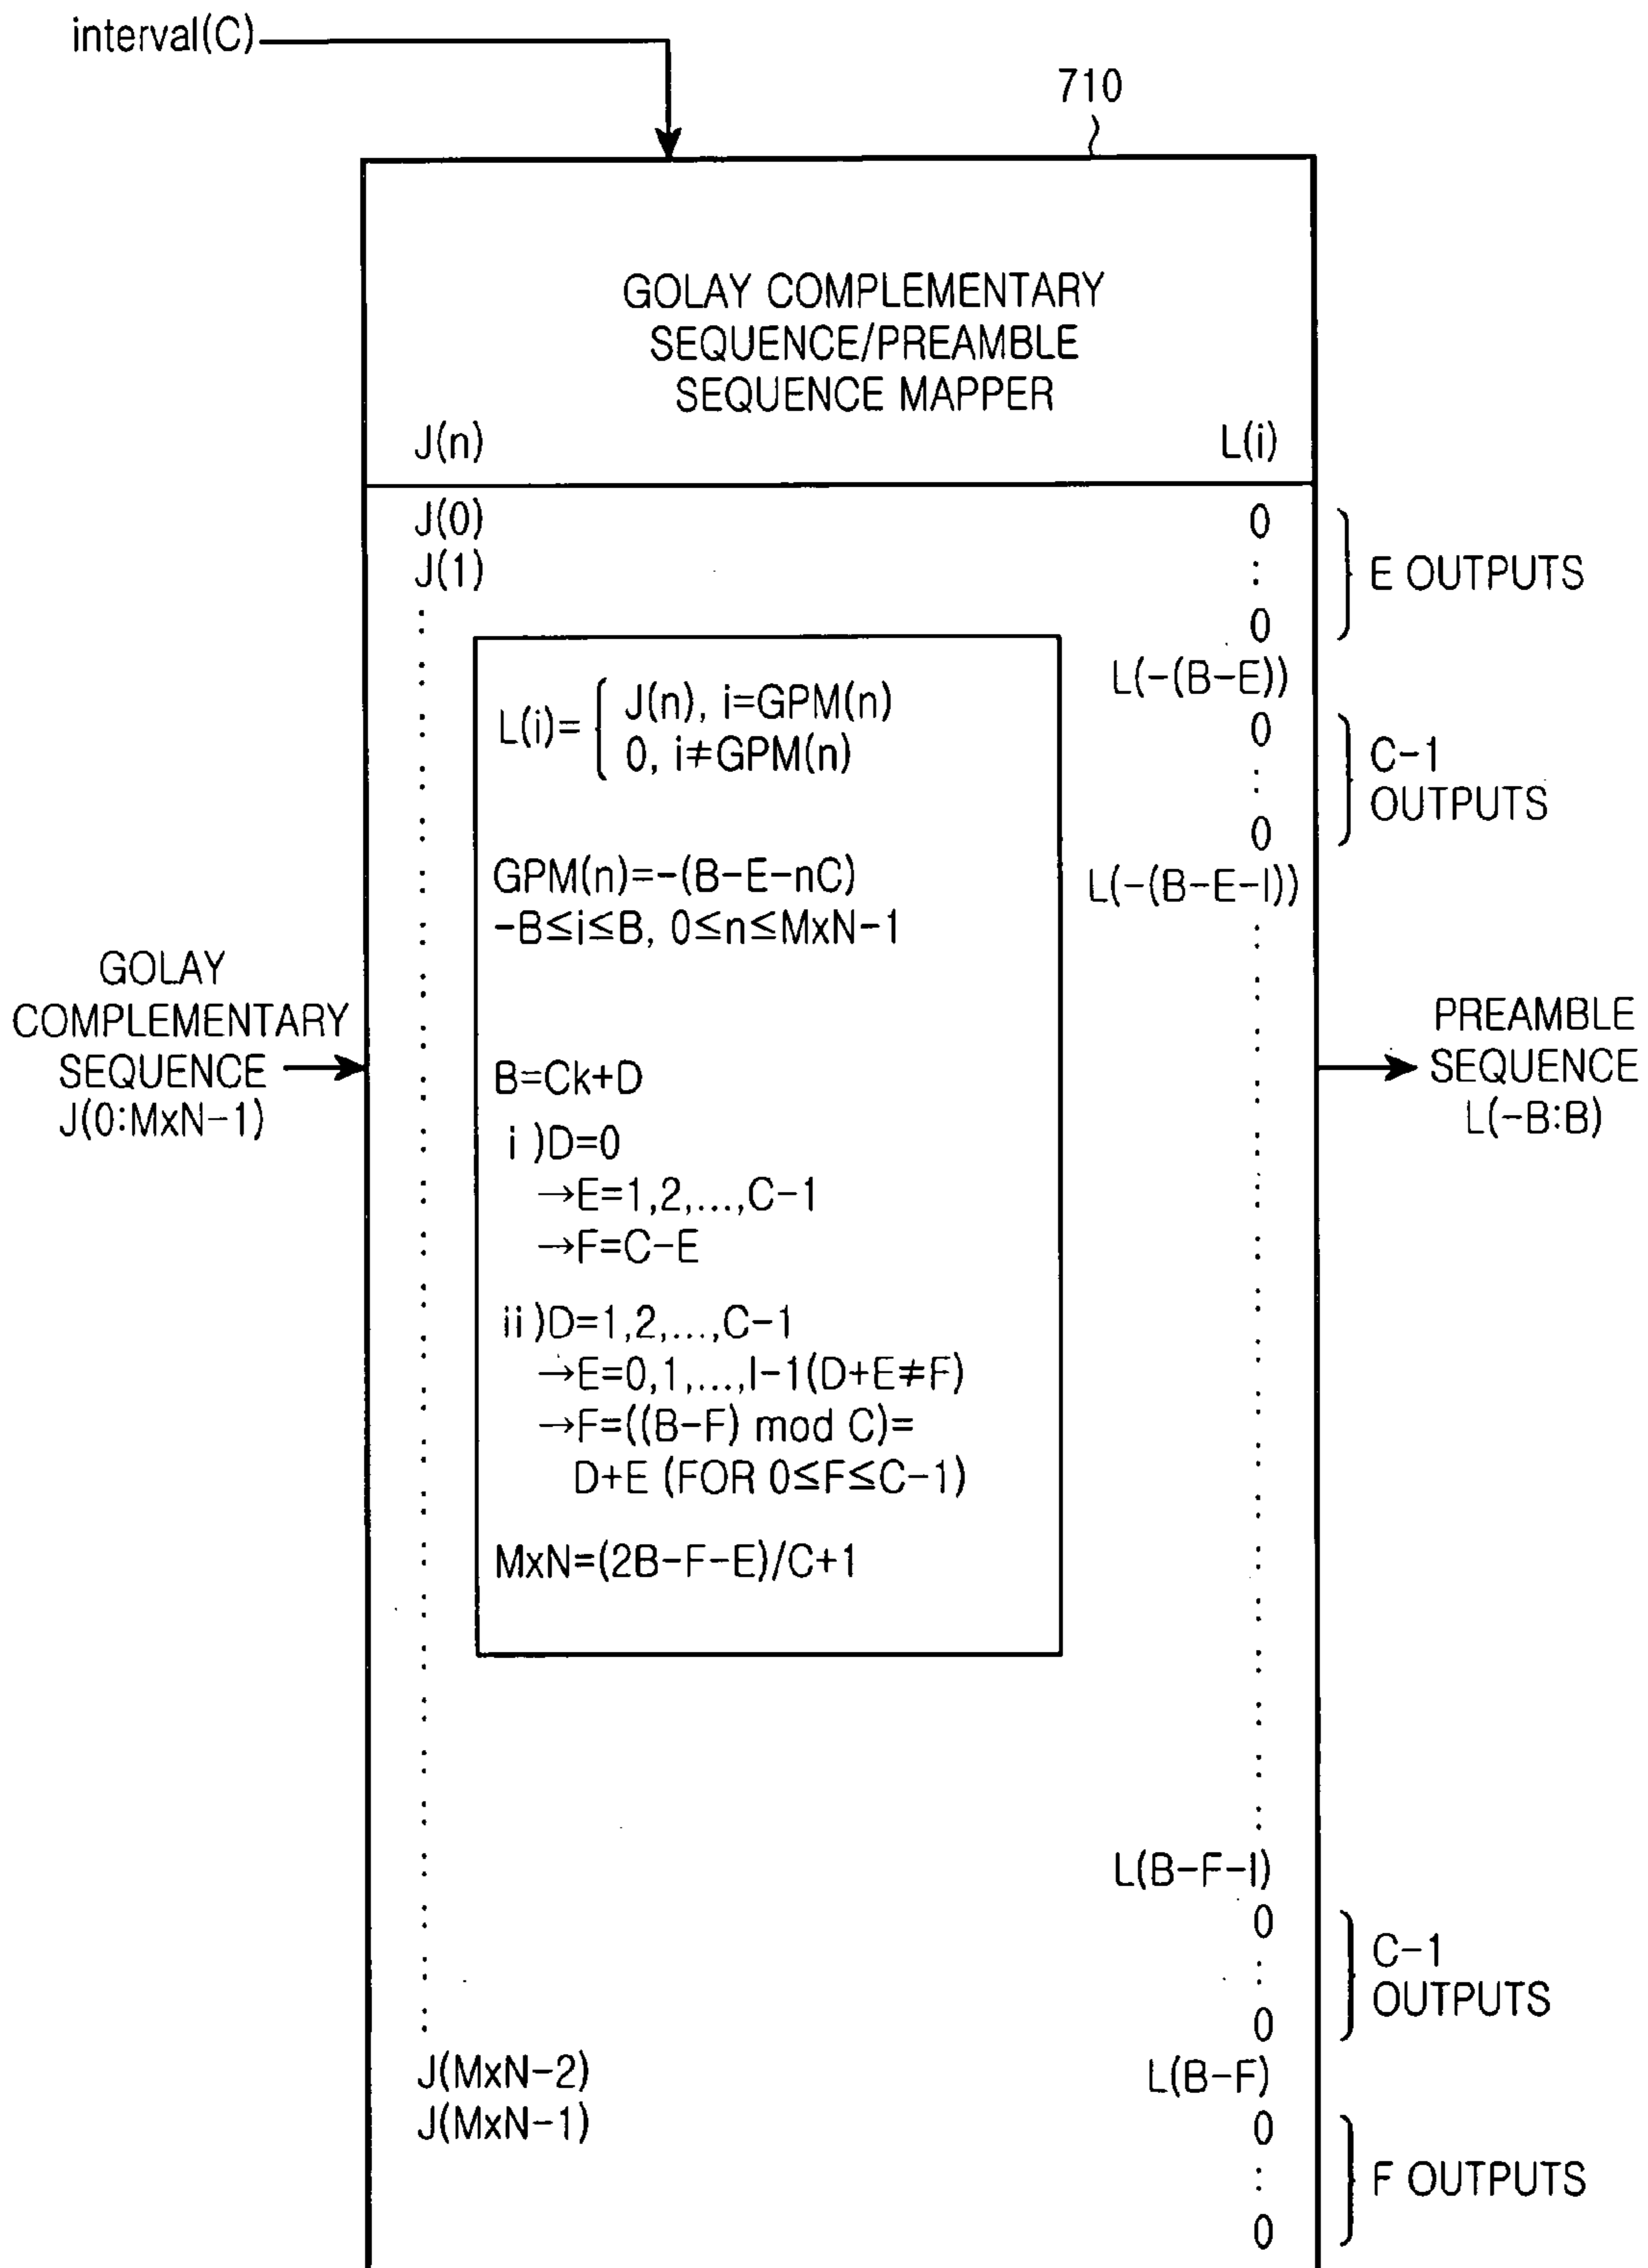 interval(C)
710
GOLAY COMPLEMENTARY
SEQUENCE/PREAMBLE
SEQUENCE MAPPER
J(n)
L(i)
J(0)
J(1)
0
0
E OUTPUTS
L(-(B-E))
0
0
C-1
OUTPUTS
L(-(B-E-I))
L(i)= { J(n), i=GPM(n)
0, i≠GPM(n)
GPM(n)=-(B-E-nC)
-B≤i≤B, 0≤n≤MxN-1
B=Ck+D
i )D=0
→E=1,2,...,C-1
→F=C-E
ii )D=1,2,...,C-1
→E=0,1,...,I-1(D+E≠F)
→F=((B-F) mod C)=
D+E (FOR 0≤F≤C-1)
MxN=(2B-F-E)/C+1
GOLAY
COMPLEMENTARY
SEQUENCE
J(0:MxN-1)
PREAMBLE
SEQUENCE
L(-B:B)
L(B-F-I)
0
0
C-1
OUTPUTS
J(MxN-2)
L(B-F)
J(MxN-1)
0
0
F OUTPUTS